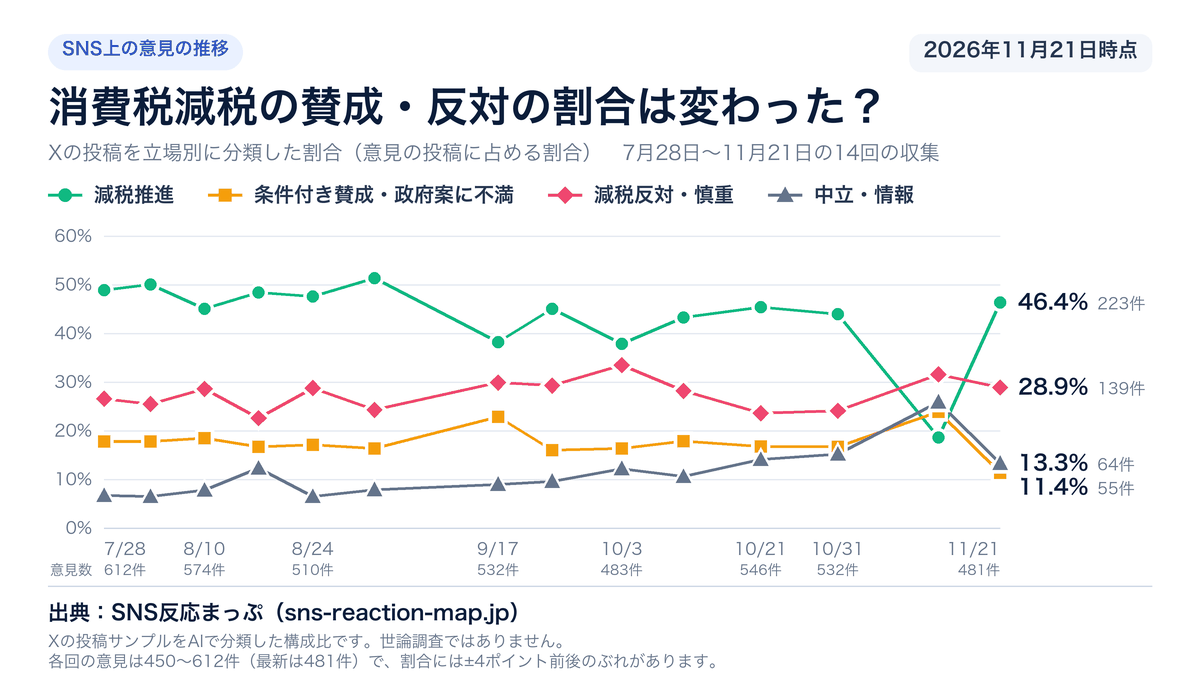 SNS上の意見の推移
2026年11月21日時点
消費税減税の賛成・反対の割合は変わった？
Xの投稿を立場別に分類した割合（意見の投稿に占める割合）　7月28日〜11月21日の14回の収集
減税推進　条件付き賛成・政府案に不満　減税反対・慎重　中立・情報
60%
50%
40%
30%
20%
10%
0%
46.4% 223件
28.9% 139件
13.3% 64件
11.4% 55件
7/28 8/10 8/24 9/17 10/3 10/21 10/31 11/21
意見数 612件 574件 510件 532件 483件 546件 532件 481件
出典：SNS反応まっぷ（sns-reaction-map.jp）
Xの投稿サンプルをAIで分類した構成比です。世論調査ではありません。
各回の意見は450〜612件（最新は481件）で、割合には±4ポイント前後のぶれがあります。